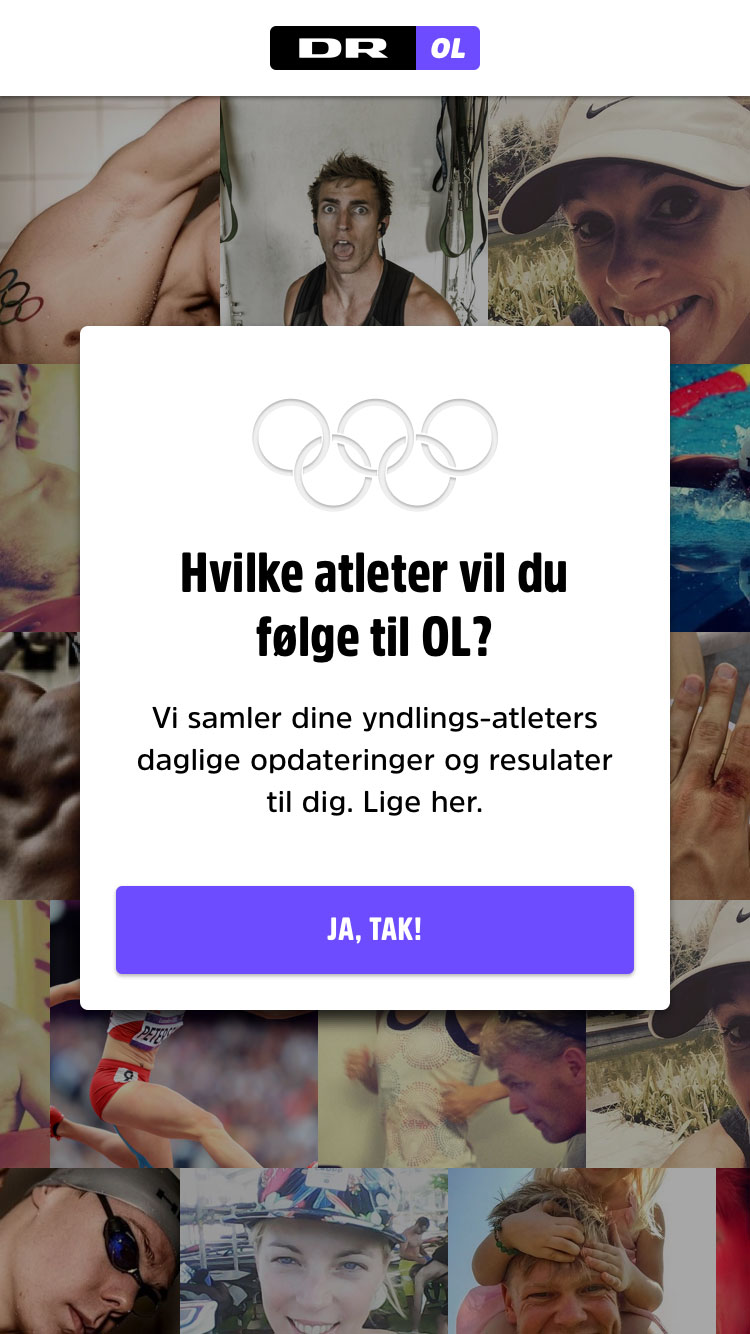 DR OL
Hvilke atleter vil du
følge til OL?
Vi samler dine yndlings-atleters
daglige opdateringer og resulater
til dig. Lige her.
JA, TAK!